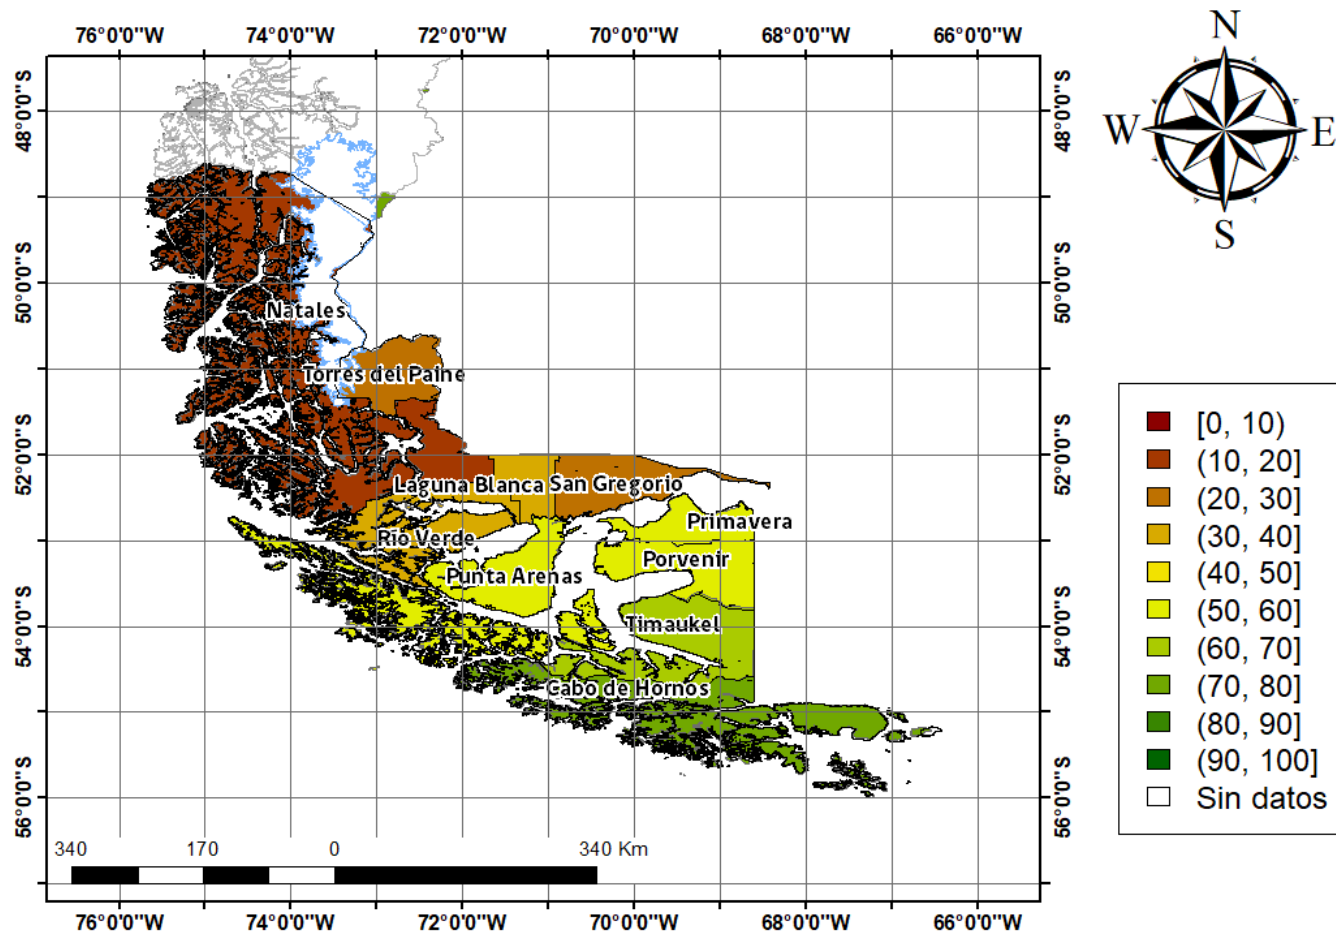 76°0'0"W 74°0'0"W 72°0'0"W 70°0'0"W 68°0'0"W 66°0'0"W
N
W E
S
48°0'0"S 48°0'0"S
50°0'0"S 50°0'0"S
52°0'0"S 52°0'0"S
54°0'0"S 54°0'0"S
56°0'0"S 56°0'0"S
Natales
Torres del Paine
Laguna Blanca San Gregorio
Primavera
Rio Verde
Porvenir
Punta Arenas
Timaukel
Cabo de Hornos
340 170 0 340 Km
76°0'0"W 74°0'0"W 72°0'0"W 70°0'0"W 68°0'0"W 66°0'0"W
[0, 10)
(10, 20]
(20, 30]
(30, 40]
(40, 50]
(50, 60]
(60, 70]
(70, 80]
(80, 90]
(90, 100]
Sin datos